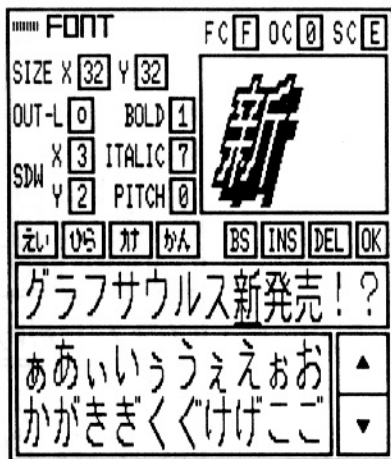 FONT FC F OC 0 SC E
SIZE X 32 Y 32
OUT-L 0 BOLD 1
SDW X 3 ITALIC 7
Y 2 PITCH 0
新
えい ひら カナ かん BS INS DEL OK
グラフサウルス新発売!?
ぁあぃいぅうぇえぉお ▲
かがきぎくぐけげこご ▼